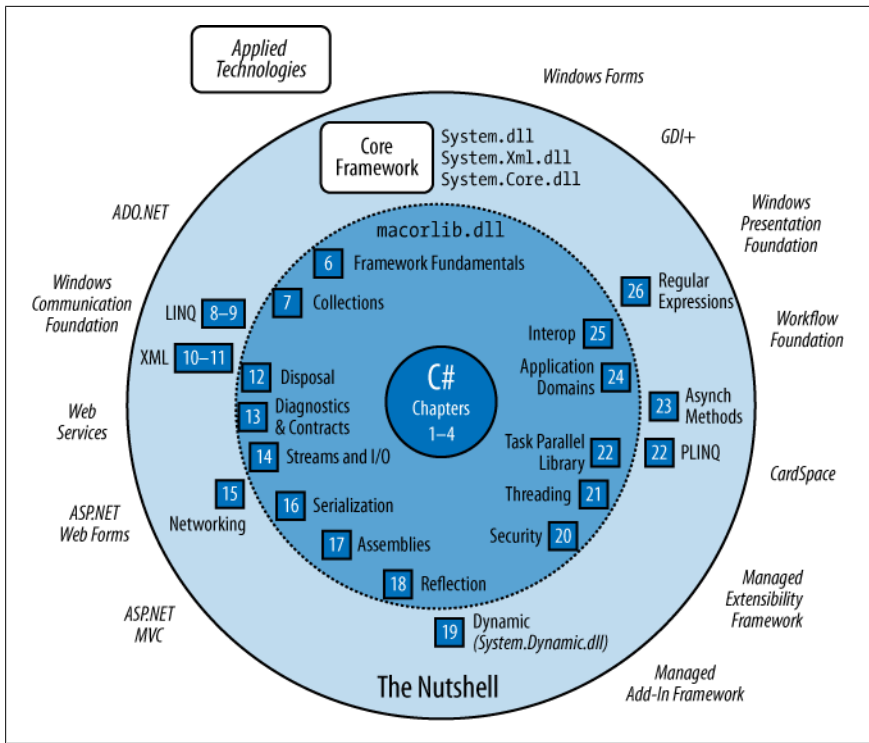 Applied
Technologies
Windows Forms
GDI+
Core
Framework
System.dll
System.Xml.dll
System.Core.dll
ADO.NET
Windows
Presentation
Foundation
macorlib.dll
6
Framework Fundamentals
Windows
Communication
Foundation
7
Collections
LINQ
8–9
26
Regular
Expressions
Workflow
Foundation
XML
10–11
Interop
25
C#
Chapters
1–4
12
Disposal
Application
Domains
24
13
Diagnostics
& Contracts
23
Asynch
Methods
Web
Services
14
Streams and I/O
Task Parallel
Library
22
22
PLINQ
CardSpace
15
Networking
16
Serialization
Threading
21
ASP.NET
Web Forms
17
Assemblies
Security
20
18
Reflection
Managed
Extensibility
Framework
ASP.NET
MVC
19
Dynamic
(System.Dynamic.dll)
The Nutshell
Managed
Add-In Framework